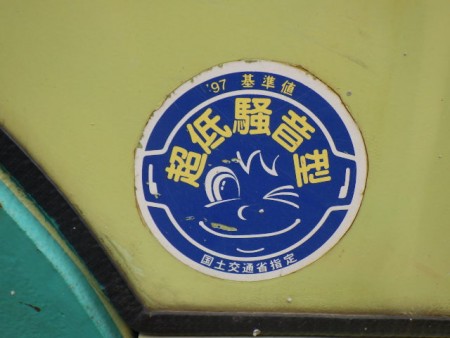 '97 基準値
超低騒音型
国土交通省指定